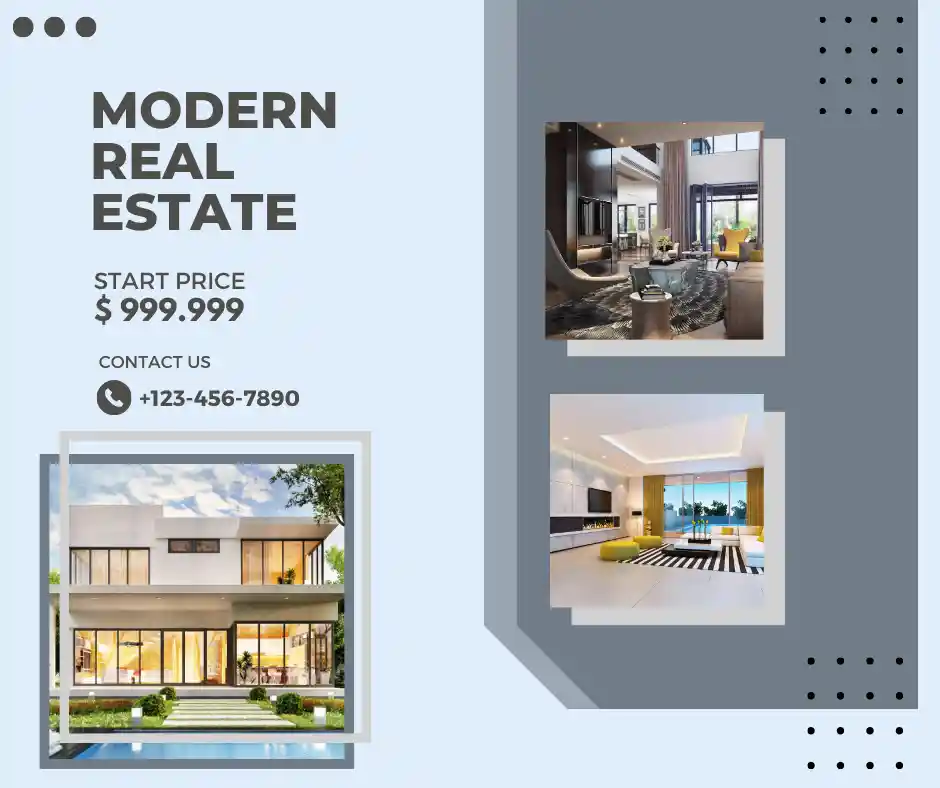 MODERN
REAL
ESTATE
START PRICE
$ 999.999
CONTACT US
+123-456-7890